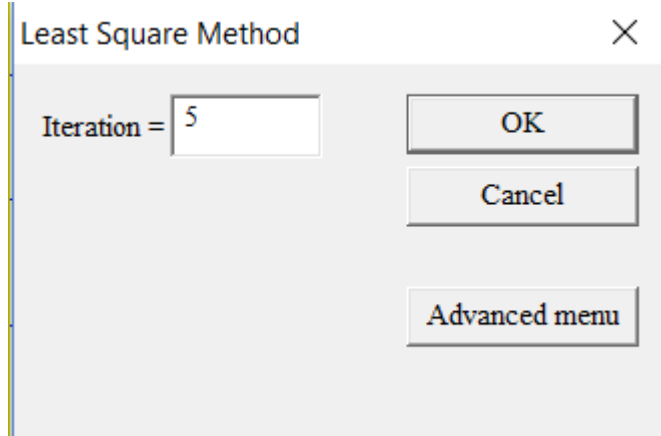 Least Square Method
Iteration = 5
OK
Cancel
Advanced menu